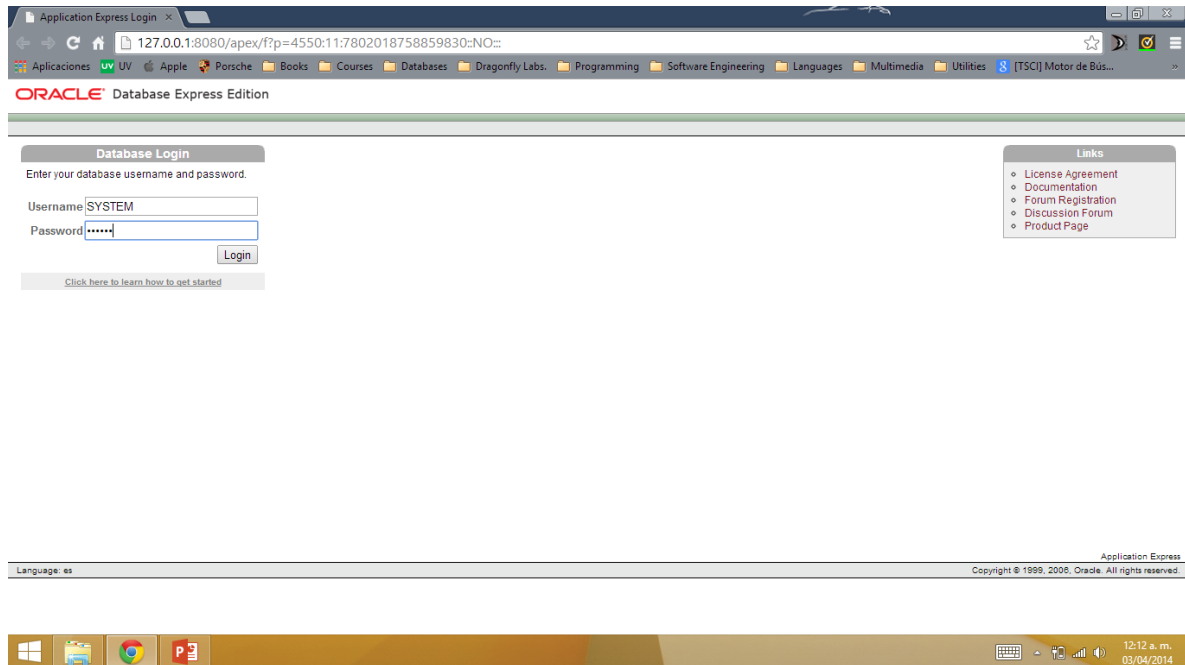 Application Express Login
127.0.0.1:8080/apex/f?p=4550:11:7802018758859830::NO:::
Aplicaciones UV UV Apple Porsche Books Courses Databases Dragonfly Labs. Programming Software Engineering Languages Multimedia Utilities 8 [TSCI] Motor de Bús... »
ORACLE Database Express Edition
Database Login
Enter your database username and password.
Username SYSTEM
Password ••••••
Login
Click here to learn how to get started
Links
License Agreement
Documentation
Forum Registration
Discussion Forum
Product Page
Application Express
Language: es
Copyright © 1999, 2006, Oracle. All rights reserved.
P
12:12 a. m.
03/04/2014